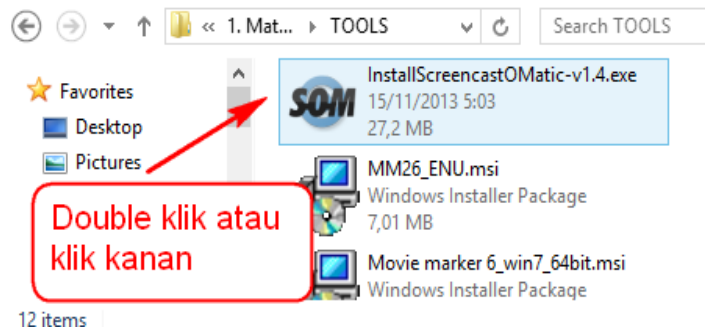 « 1. Mat... TOOLS
Search TOOLS
Favorites
Desktop
Pictures
SOM
InstallScreencastOMatic-v1.4.exe
15/11/2013 5:03
27,2 MB
MM26_ENU.msi
Windows Installer Package
7,01 MB
Movie marker 6_win7_64bit.msi
Windows Installer Package
Double klik atau
klik kanan
12 items